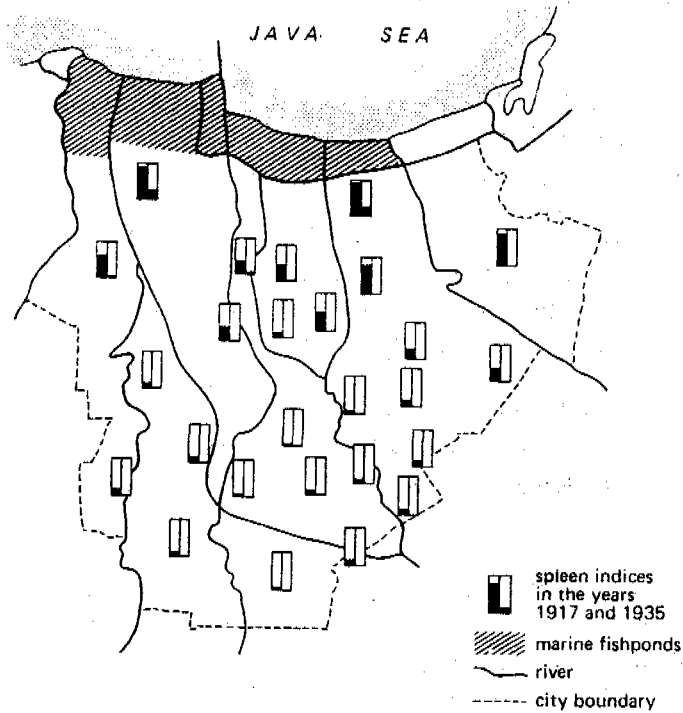 JAVA SEA
spleen indices
in the years
1917 and 1935
marine fishponds
river
city boundary